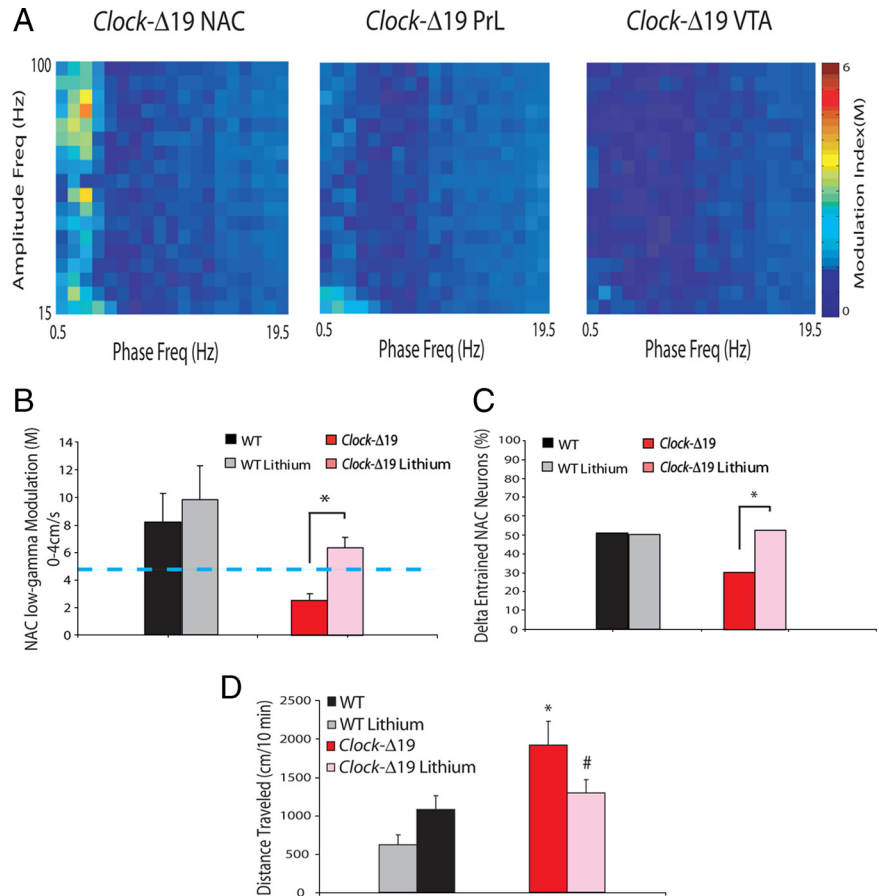 A
Clock-Δ19 NAC
Clock-Δ19 PrL
Clock-Δ19 VTA
100
15
Amplitude Freq (Hz)
0.5
19.5
Phase Freq (Hz)
0.5
19.5
Phase Freq (Hz)
0.5
19.5
Phase Freq (Hz)
6
0
Modulation Index(M)
B
NAC low-gamma Modulation (M)
0-4cm/s
14
12
10
8
6
4
2
0
WT
Clock-Δ19
WT Lithium
Clock-Δ19 Lithium
*
C
Delta Entrained NAC Neurons (%)
100
90
80
70
60
50
40
30
20
10
0
WT
Clock-Δ19
WT Lithium
Clock-Δ19 Lithium
*
D
Distance Traveled (cm/10 min)
2500
2000
1500
1000
500
0
WT
WT Lithium
Clock-Δ19
Clock-Δ19 Lithium
*
#